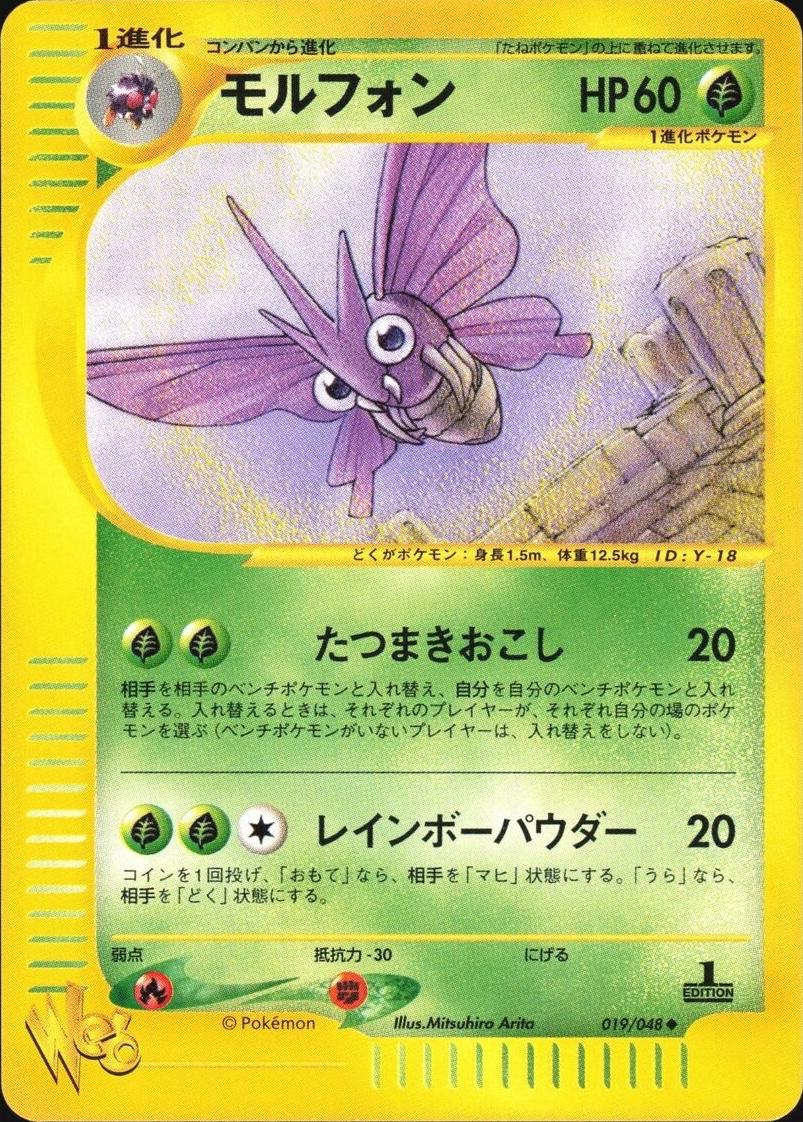 1進化
コンパンから進化
「たねポケモン」の上に重ねて進化させます。
モルフォン HP60
1進化ポケモン
どくがポケモン：身長1.5m、体重12.5kg ID:Y-18
たつまきおこし 20
相手を相手のベンチポケモンと入れ替え、自分を自分のベンチポケモンと入れ
替える。入れ替えるときは、それぞれのプレイヤーが、それぞれ自分の場のポケ
モンを選ぶ（ベンチポケモンがいないプレイヤーは、入れ替えをしない）。
レインボーパウダー 20
コインを1回投げ、「おもて」なら、相手を「マヒ」状態にする。「うら」なら、
相手を「どく」状態にする。
弱点 抵抗力-30 にげる
1
EDITION
Web
©Pokémon Illus.Mitsuhiro Arita 019/048◆